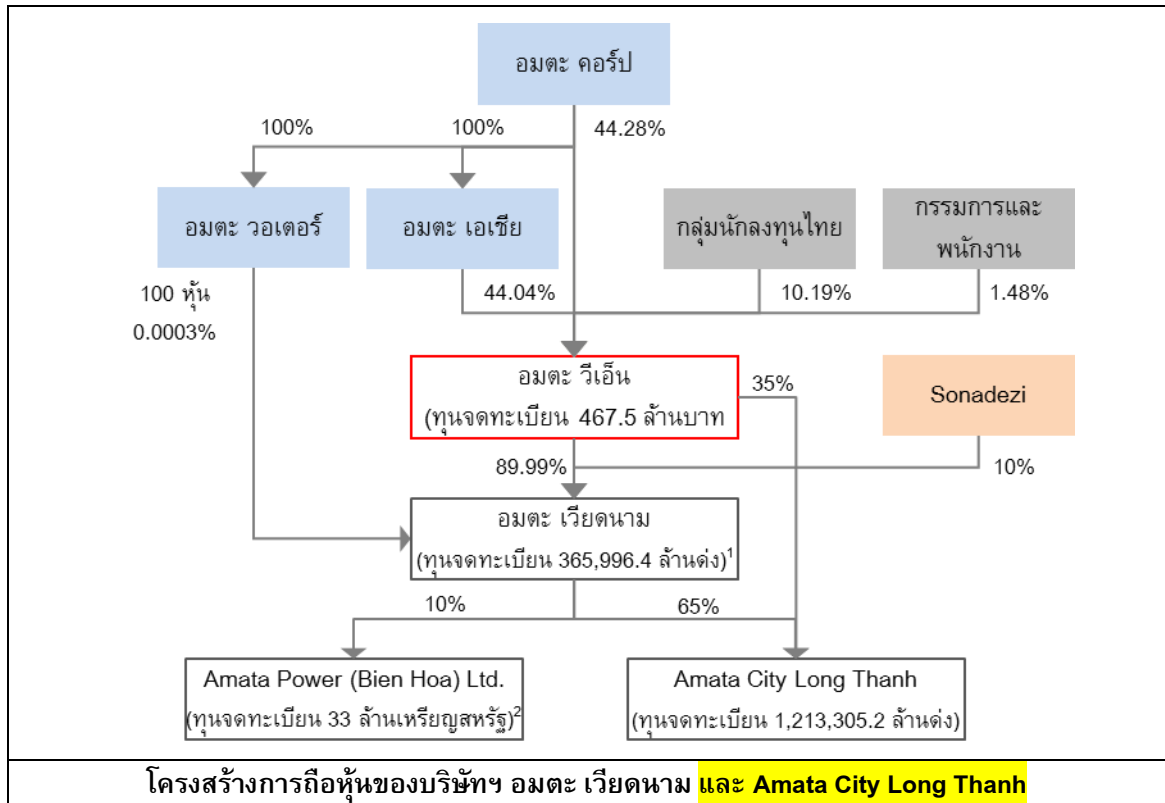 อมตะ คอร์ป
100%
100%
44.28%
อมตะ วอเตอร์
อมตะ เอเชีย
กลุ่มนักลงทุนไทย
กรรมการและ
พนักงาน
100 หุ้น
0.0003%
44.04%
10.19%
1.48%
อมตะ วีเอ็น
(ทุนจดทะเบียน 467.5 ล้านบาท
35%
Sonadezi
89.99%
10%
อมตะ เวียดนาม
(ทุนจดทะเบียน 365,996.4 ล้านด่ง)¹
10%
65%
Amata Power (Bien Hoa) Ltd.
(ทุนจดทะเบียน 33 ล้านเหรียญสหรัฐ)²
Amata City Long Thanh
(ทุนจดทะเบียน 1,213,305.2 ล้านด่ง)
โครงสร้างการถือหุ้นของบริษัทฯ อมตะ เวียดนาม และ Amata City Long Thanh